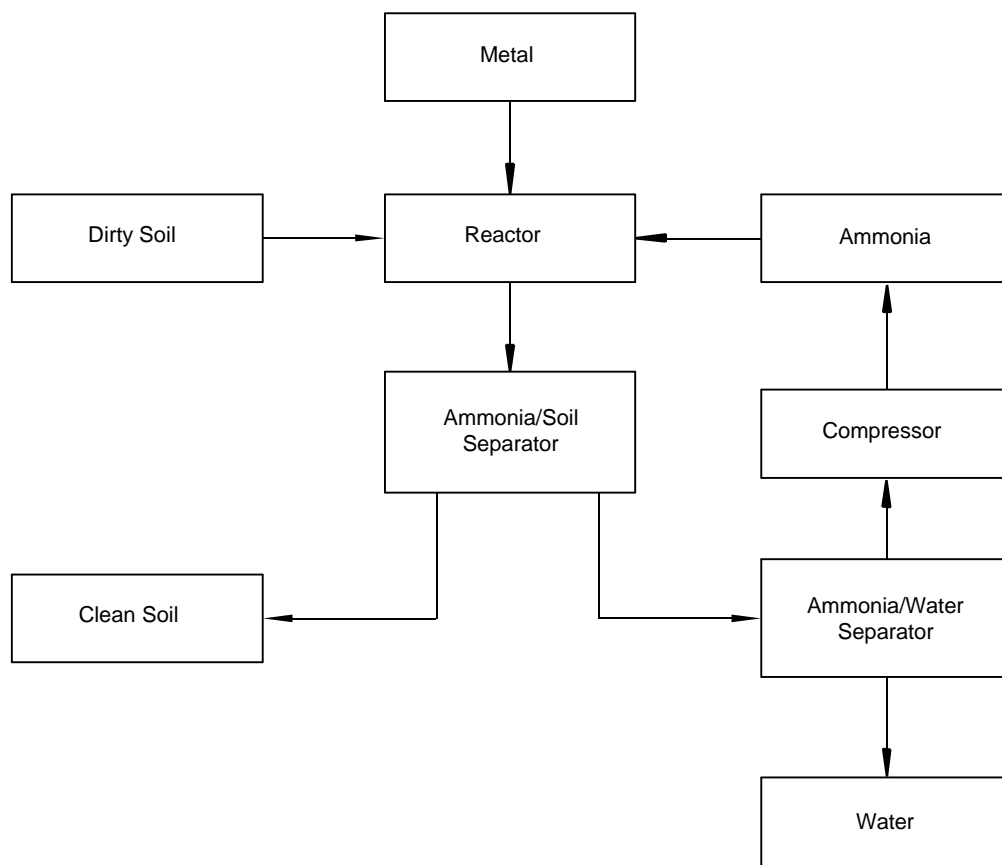 Metal
Dirty Soil
Reactor
Ammonia
Ammonia/Soil
Separator
Compressor
Clean Soil
Ammonia/Water
Separator
Water